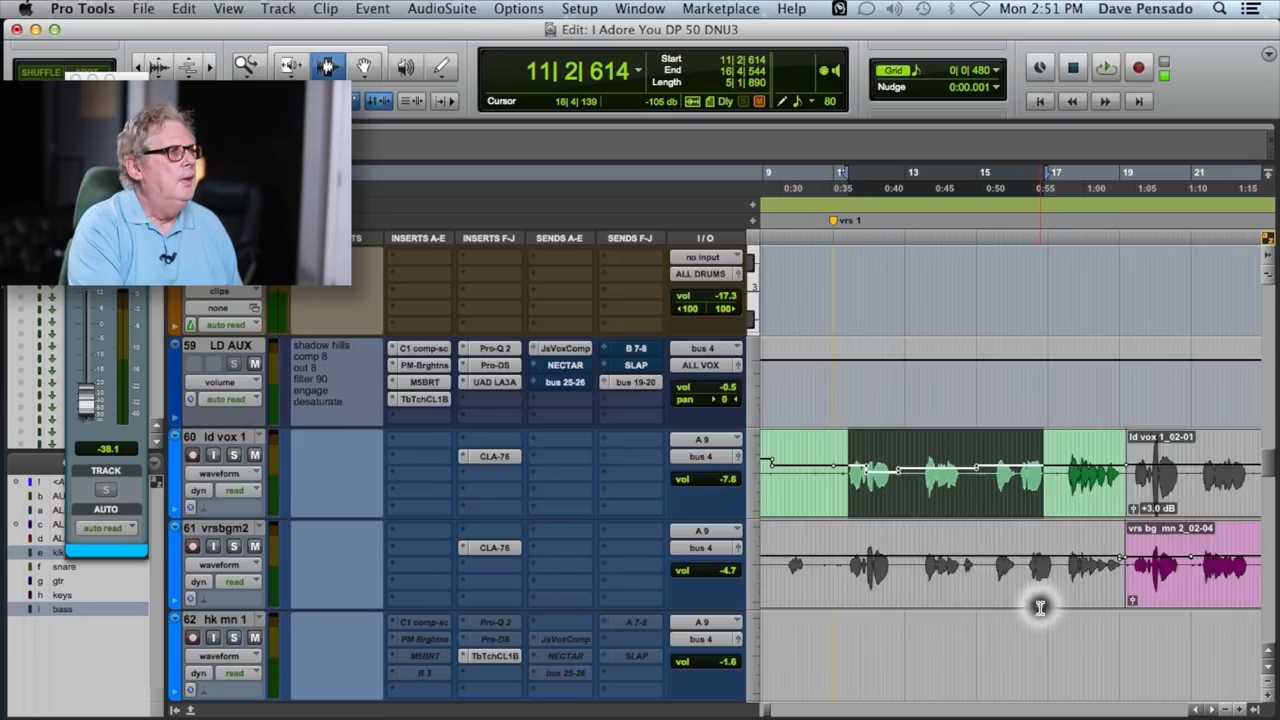 Pro Tools File Edit View Track Clip Event AudioSuite Options Setup Window Marketplace Help Mon 2:51 PM Dave Pensado
Edit: I Adore You DP 50 DNU3
SHUFFLE
11| 2| 614
Start 11| 2| 614
End 16| 4| 544
Length 5| 1| 890
Cursor 16| 4| 139 -105 db Dly S M 80
Grid 0| 0| 480
Nudge 0:00.001
9 13 15 17 19 21
0:30 0:35 0:40 0:45 0:50 0:55 1:00 1:05 1:10 1:15
vrs 1
INSERTS A-E INSERTS F-J SENDS A-E SENDS F-J I / O
no input
ALL DRUMS
vol -17.3
100 100
clips
none
auto read
59 LD AUX
S M
volume
auto read
shadow hills
comp 8
out 8
filter 90
engage
desaturate
C1 comp-sc Pro-Q 2 JsVoxComp B 7-8 bus 4
PM-Brghtns Pro-DS NECTAR SLAP ALL VOX
M5BRT UAD LA3A bus 25-26 bus 19-20
TbTchCL1B
vol -0.5
pan 0
60 ld vox 1
I S M
waveform
dyn read
CLA-76
A 9
bus 4
vol -7.6
ld vox 1_02-01
+3.0 dB
61 vrsbgm2
I S M
waveform
dyn read
CLA-76
A 9
bus 4
vol -4.7
vrs bg mn 2_02-04
62 hk mn 1
I S M
waveform
dyn read
C1 comp-sc Pro-Q 2 A 7-8 A 9
PM-Brghtns Pro-DS JsVoxComp bus 4
M5BRT TbTchCL1B NECTAR SLAP
B 3 bus 25-26
vol -1.6
-38.1
TRACK
S
AUTO
auto read
e kik
f snare
g gtr
h keys
i bass